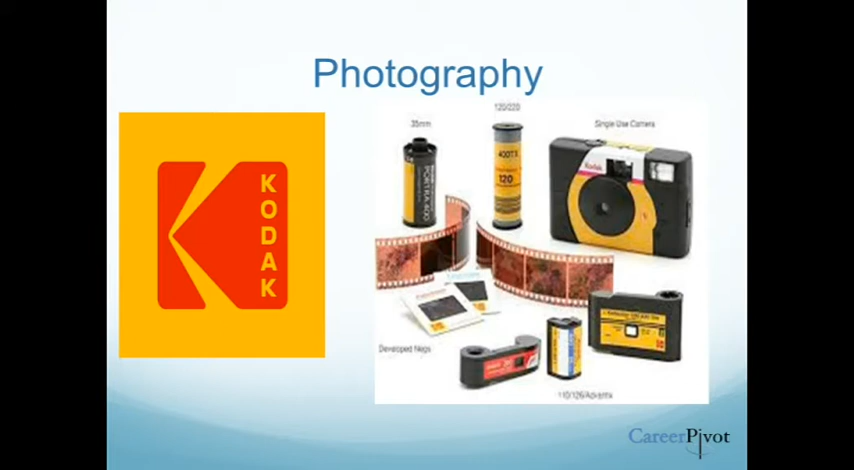 Photography
KODAK
35mm
120/220
Single Use Camera
400TX
120
PORTRA 400
Kodak
Developed Negs
110/126/Advantix
CareerPivot